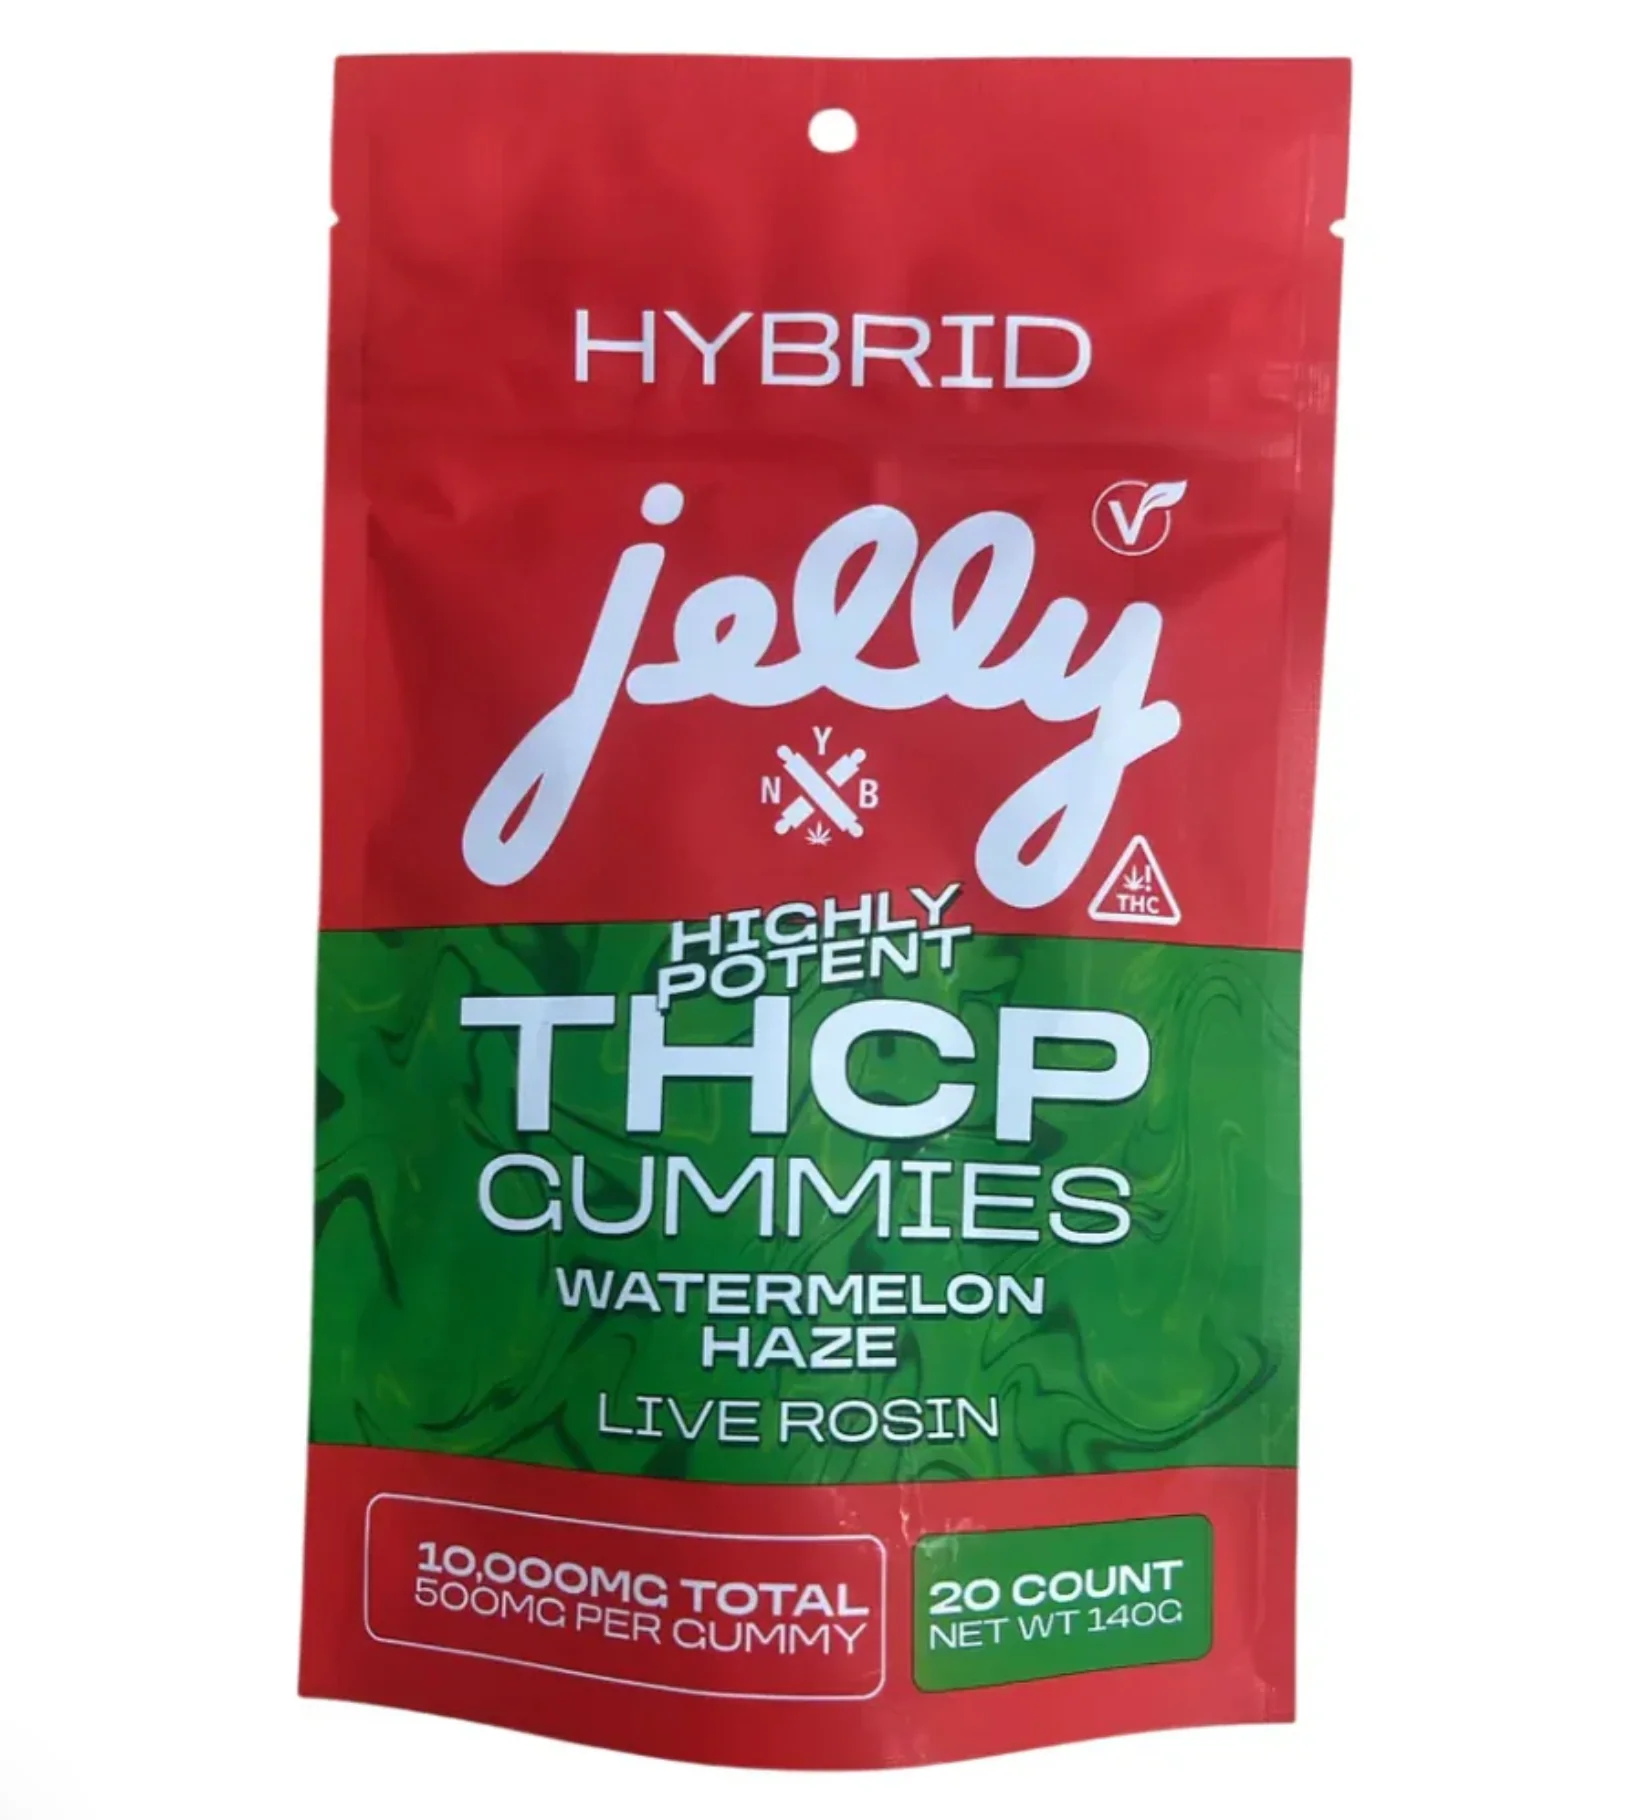 HYBRID
jelly
V
Y
N B
THC
HIGHLY
POTENT
THCP
GUMMIES
WATERMELON
HAZE
LIVE ROSIN
10,000MG TOTAL
500MG PER GUMMY
20 COUNT
NET WT 140G